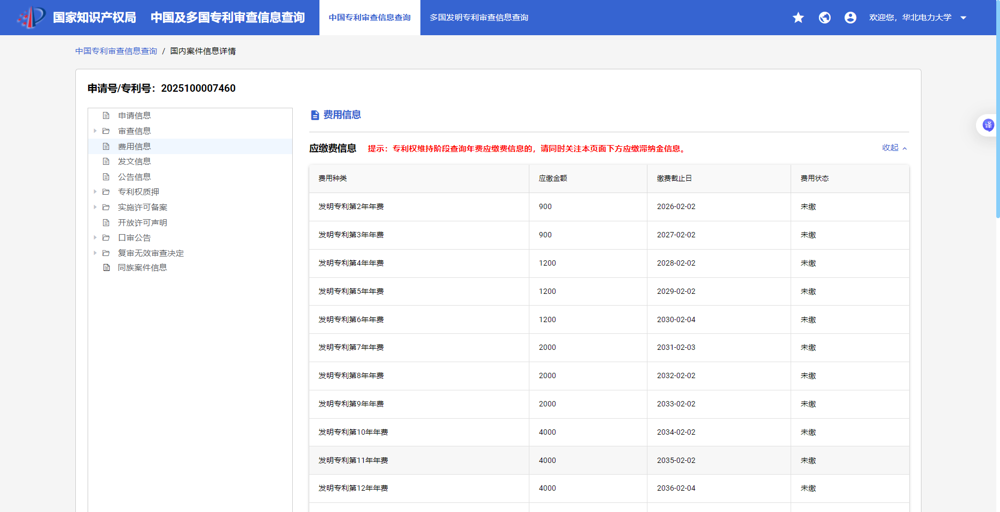 国家知识产权局 中国及多国专利审查信息查询 中国专利审查信息查询 多国发明专利审查信息查询 欢迎您，华北电力大学
中国专利审查信息查询 / 国内案件信息详情
申请号/专利号：2025100007460
申请信息
审查信息
费用信息
发文信息
公告信息
专利权质押
实施许可备案
开放许可声明
口审公告
复审无效审查决定
同族案件信息
费用信息
应缴费信息 提示：专利权维持阶段查询年费应缴费信息的，请同时关注本页面下方应缴滞纳金信息。 收起
费用种类 应缴金额 缴费截止日 费用状态
发明专利第2年年费 900 2026-02-02 未缴
发明专利第3年年费 900 2027-02-02 未缴
发明专利第4年年费 1200 2028-02-02 未缴
发明专利第5年年费 1200 2029-02-02 未缴
发明专利第6年年费 1200 2030-02-04 未缴
发明专利第7年年费 2000 2031-02-03 未缴
发明专利第8年年费 2000 2032-02-02 未缴
发明专利第9年年费 2000 2033-02-02 未缴
发明专利第10年年费 4000 2034-02-02 未缴
发明专利第11年年费 4000 2035-02-02 未缴
发明专利第12年年费 4000 2036-02-04 未缴
译